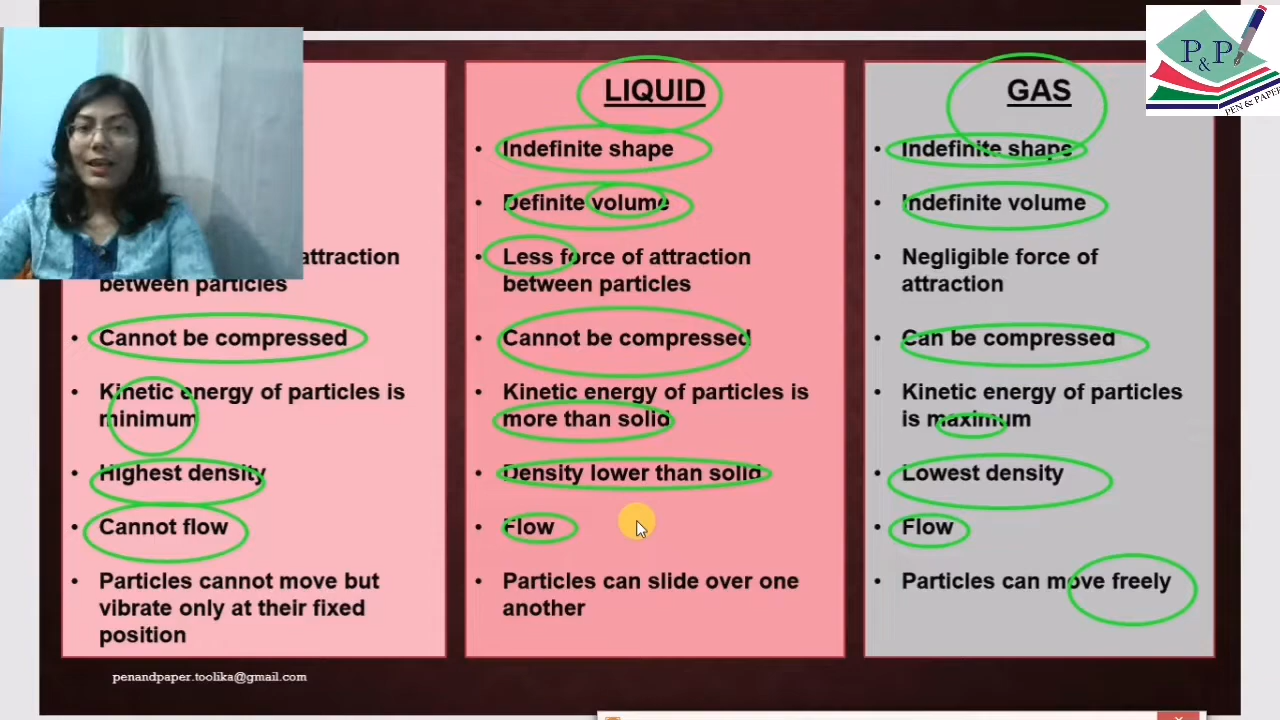 P&P
PEN & PAPER
attraction
between particles
Cannot be compressed
Kinetic energy of particles is
minimum
Highest density
Cannot flow
Particles cannot move but
vibrate only at their fixed
position
LIQUID
Indefinite shape
Definite volume
Less force of attraction
between particles
Cannot be compressed
Kinetic energy of particles is
more than solid
Density lower than solid
Flow
Particles can slide over one
another
GAS
Indefinite shape
Indefinite volume
Negligible force of
attraction
Can be compressed
Kinetic energy of particles
is maximum
Lowest density
Flow
Particles can move freely
penandpaper.toolika@gmail.com